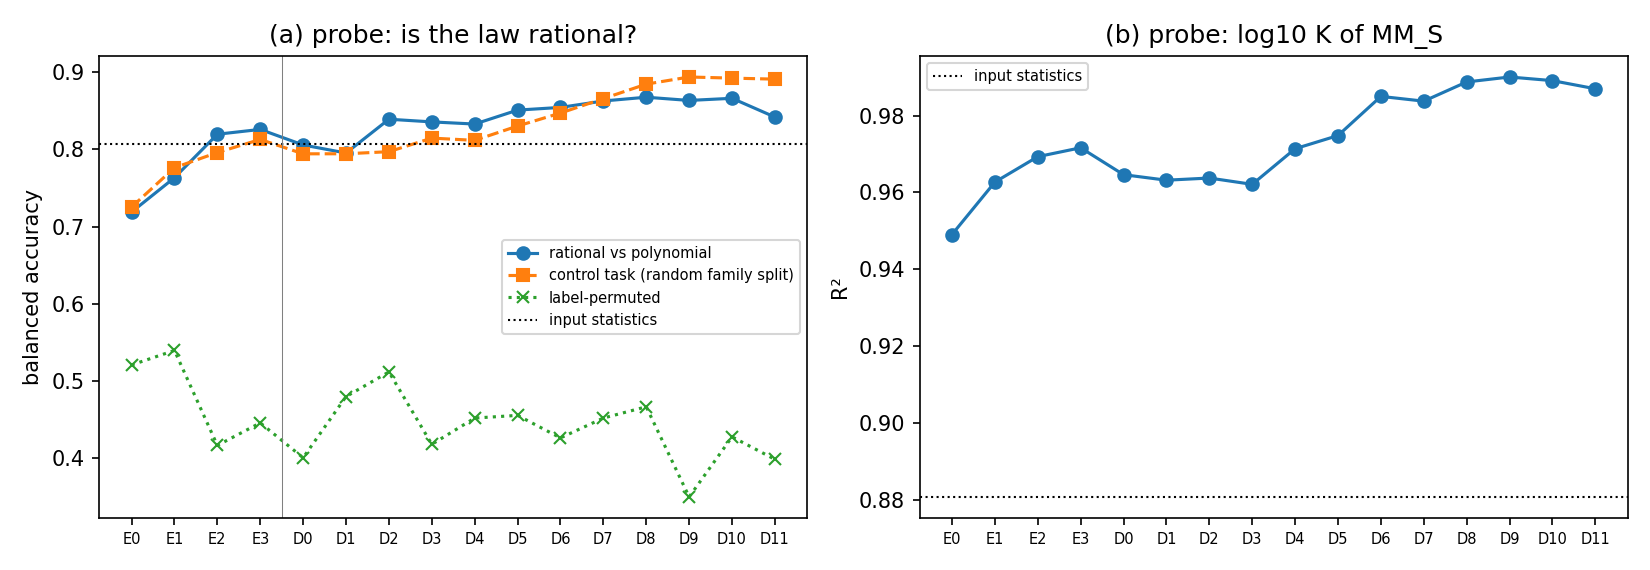 (a) probe: is the law rational?
balanced accuracy
0.9
0.8
0.7
0.6
0.5
0.4
rational vs polynomial
control task (random family split)
label-permuted
input statistics
E0 E1 E2 E3 D0 D1 D2 D3 D4 D5 D6 D7 D8 D9 D10 D11
(b) probe: log10 K of MM_S
R²
0.98
0.96
0.94
0.92
0.90
0.88
input statistics
E0 E1 E2 E3 D0 D1 D2 D3 D4 D5 D6 D7 D8 D9 D10 D11